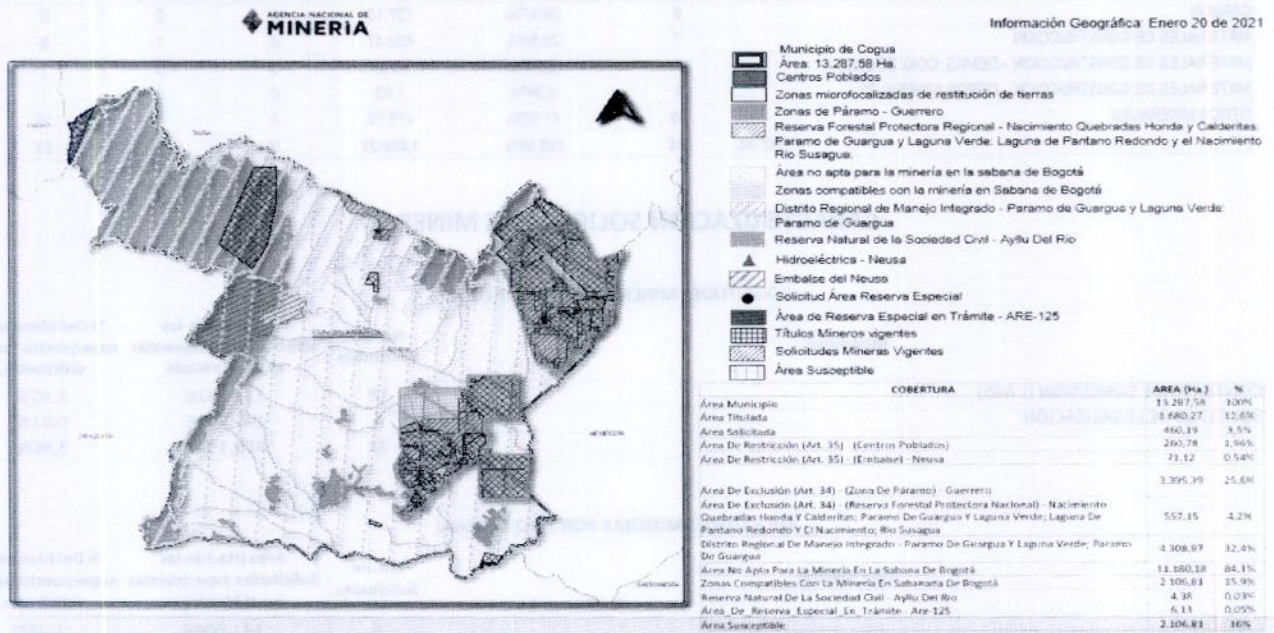 AGENCIA NACIONAL DE
MINERÍA
Información Geográfica: Enero 20 de 2021
Municipio de Cogua
Área: 13.287,58 Ha.
Centros Poblados
Zonas microfocalizadas de restitución de tierras
Zonas de Páramo - Guerrero
Reserva Forestal Protectora Regional - Nacimiento Quebradas Honda y Calderitas;
Paramo de Guargua y Laguna Verde; Laguna de Pantano Redondo y el Nacimiento
Río Susagua.
Área no apta para la minería en la sabana de Bogotá
Zonas compatibles con la minería en Sabana de Bogotá
Distrito Regional de Manejo Integrado - Paramo de Guargua y Laguna Verde;
Paramo de Guargua
Reserva Natural de la Sociedad Civil - Ayllu Del Rio
Hidroeléctrica - Neusa
Embalse del Neusa
Solicitud Área Reserva Especial
Área de Reserva Especial en Trámite - ARE-125
Títulos Mineros vigentes
Solicitudes Mineras Vigentes
Área Susceptible
COBERTURA AREA (Ha.) %
Área Municipio 13.287,58 100%
Área Titulada 1.680,27 12,6%
Área Solicitada 460,19 3,5%
Área De Restricción (Art. 35) - (Centros Poblados) 260,78 1,96%
Área De Restricción (Art. 35) - (Embalse) - Neusa 71,12 0,54%
3.395,39 25,6%
Área De Exclusión (Art. 34) - (Zona De Páramo) - Guerrero
Área De Exclusión (Art. 34) - (Reserva Forestal Protectora Nacional) - Nacimiento
Quebradas Honda Y Calderitas; Paramo De Guargua Y Laguna Verde; Laguna De 557,15 4,2%
Pantano Redondo Y El Nacimiento; Rio Susagua
Distrito Regional De Manejo Integrado - Paramo De Guargua Y Laguna Verde; Paramo 4.308,97 32,4%
De Guargua
Área No Apta Para La Minería En La Sabana De Bogotá 11.180,18 84,1%
Zonas Compatibles Con La Minería En Sabanada De Bogotá 2.106,81 15,9%
Reserva Natural De La Sociedad Civil - Ayllu Del Rio 4,38 0,03%
Área_De_Reserva_Especial_En_Trámite - Are-125 6,13 0,05%
Área Susceptible 2.106,81 16%